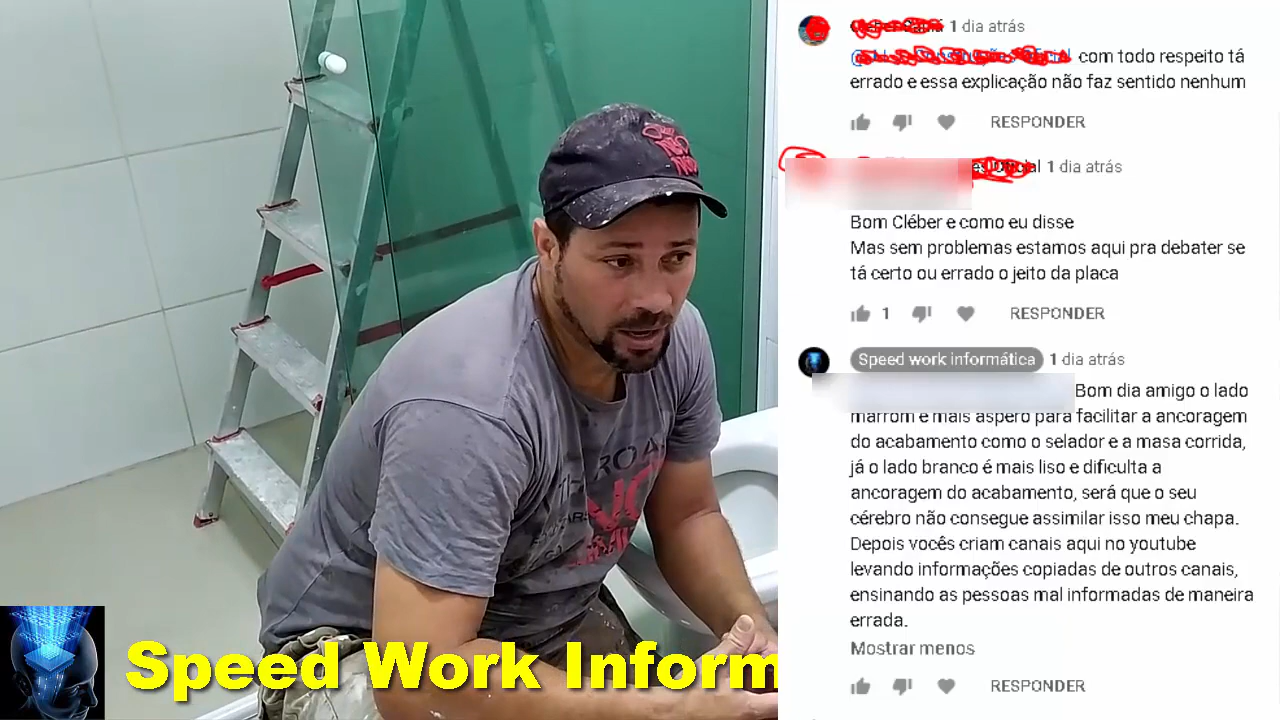 1 dia atrás
com todo respeito tá
errado e essa explicação não faz sentido nenhum
RESPONDER
1 dia atrás
Bom Cléber e como eu disse
Mas sem problemas estamos aqui pra debater se
tá certo ou errado o jeito da placa
1 RESPONDER
Speed work informática 1 dia atrás
Bom dia amigo o lado
marrom é mais áspero para facilitar a ancoragem
do acabamento como o selador e a masa corrida,
já o lado branco é mais liso e dificulta a
ancoragem do acabamento, será que o seu
cérebro não consegue assimilar isso meu chapa.
Depois vocês criam canais aqui no youtube
levando informações copiadas de outros canais,
ensinando as pessoas mal informadas de maneira
errada.
Mostrar menos
RESPONDER
Speed Work Inform